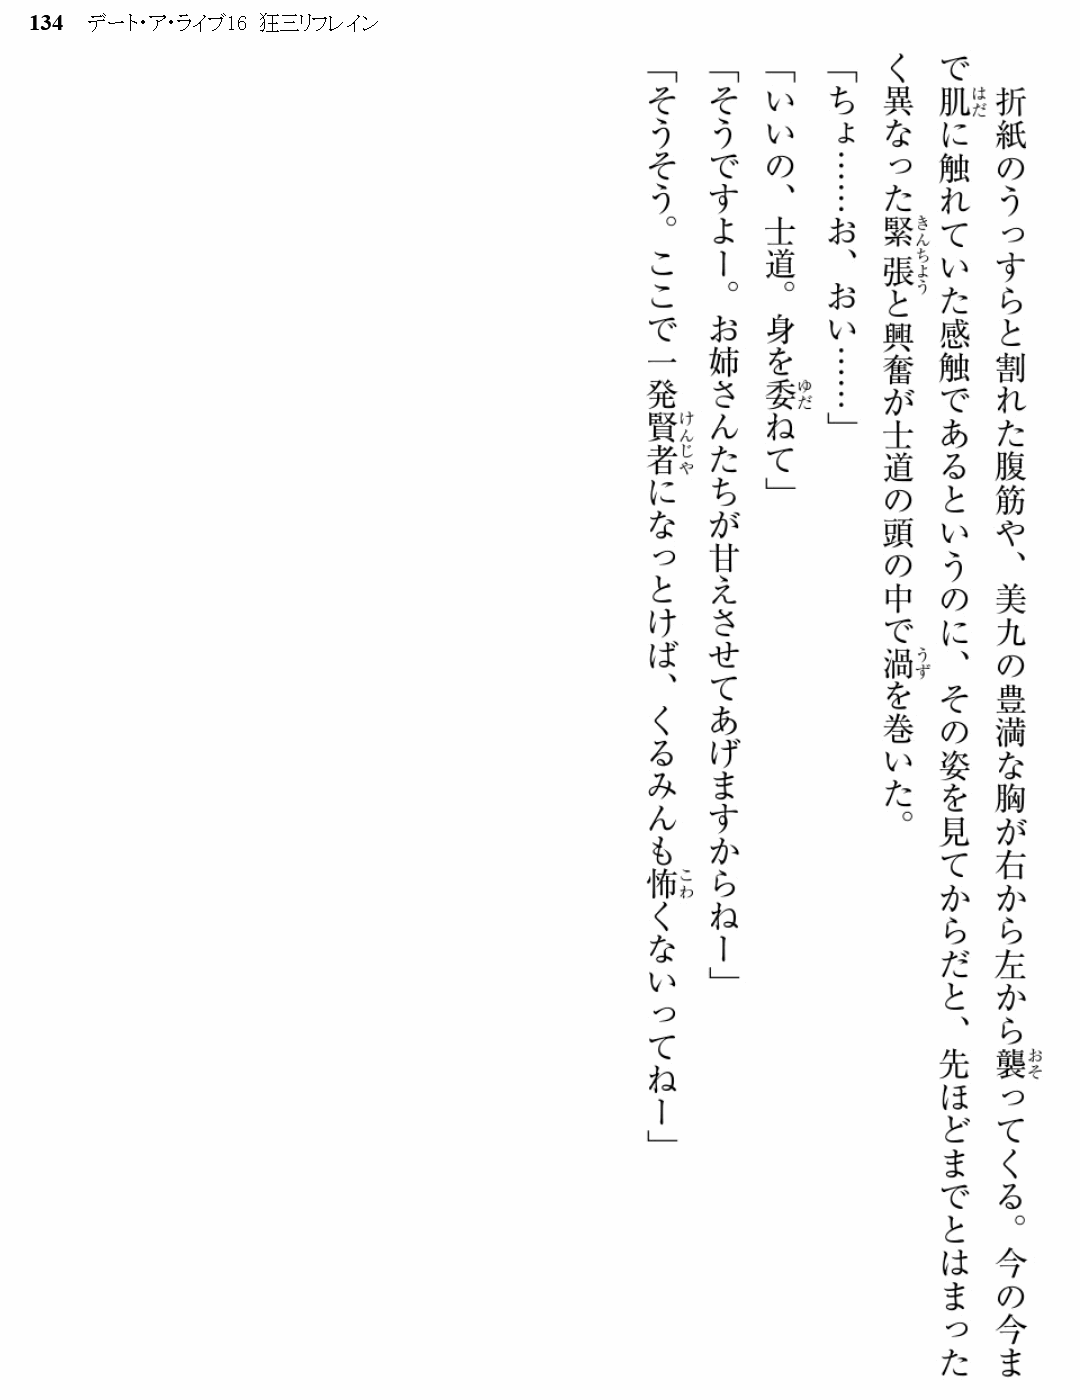 134 デート・ア・ライブ16 狂三リフレイン
折紙のうっすらと割れた腹筋や、美九の豊満な胸が右から左から襲ってくる。今の今ま
で肌に触れていた感触であるというのに、その姿を見てからだと、先ほどまでとはまった
く異なった緊張と興奮が士道の頭の中で渦を巻いた。
「ちょ……お、おい……」
「いいの、士道。身を委ねて」
「そうですよー。お姉さんたちが甘えさせてあげますからねー」
「そうそう。ここで一発賢者になっとけば、くるみんも怖くないってねー」